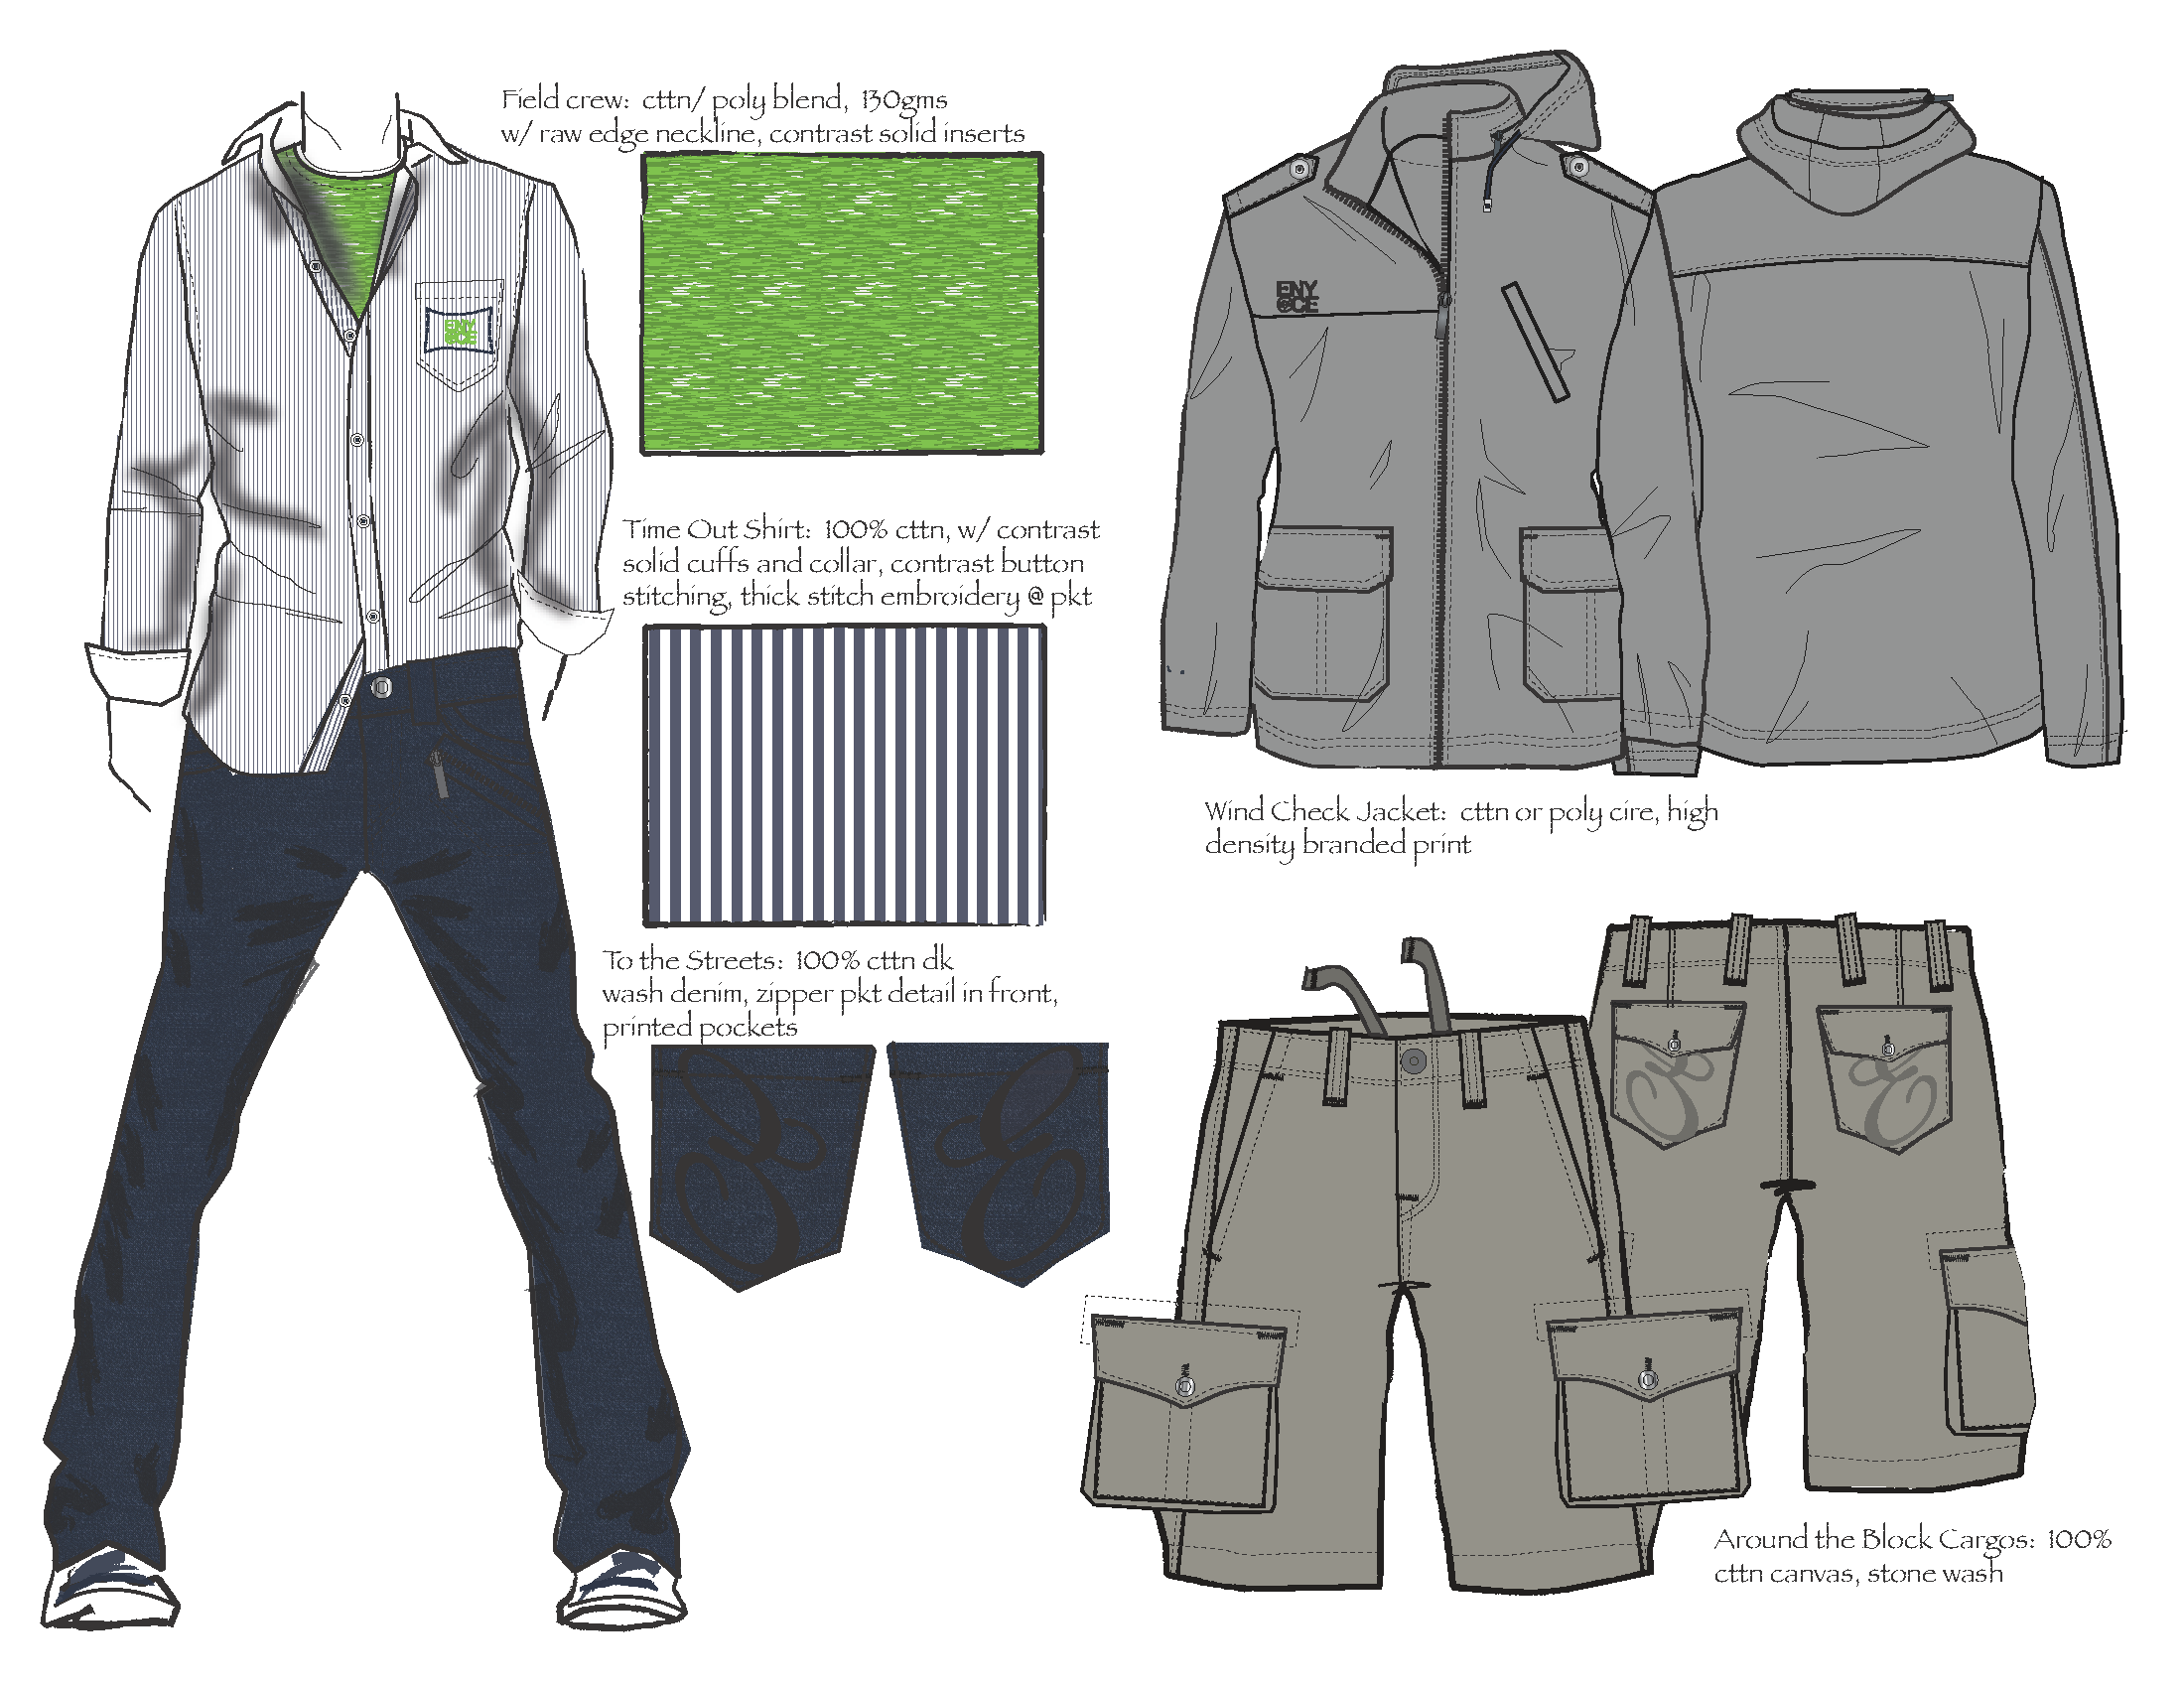 Field crew: cttn/ poly blend, 130gms
w/ raw edge neckline, contrast solid inserts
ENY
CE
Time Out Shirt: 100% cttn, w/ contrast
solid cuffs and collar, contrast button
stitching, thick stitch embroidery @ pkt
To the Streets: 100% cttn dk
wash denim, zipper pkt detail in front,
printed pockets
ENY
CE
Wind Check Jacket: cttn or poly cire, high
density branded print
Around the Block Cargos: 100%
cttn canvas, stone wash